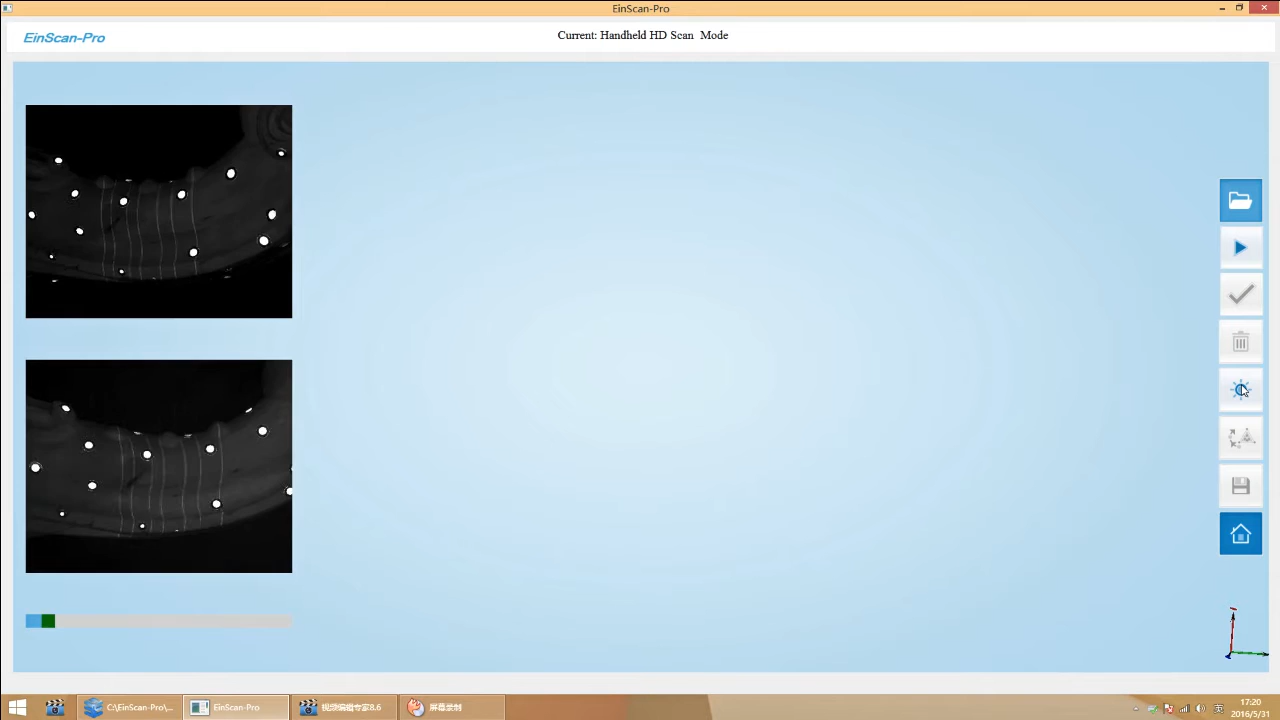 EinScan-Pro
EinScan-Pro
Current: Handheld HD Scan Mode
C:\EinScan-Pro\...
EinScan-Pro
视频编辑专家8.6
屏幕录制
英
17:20
2016/5/31